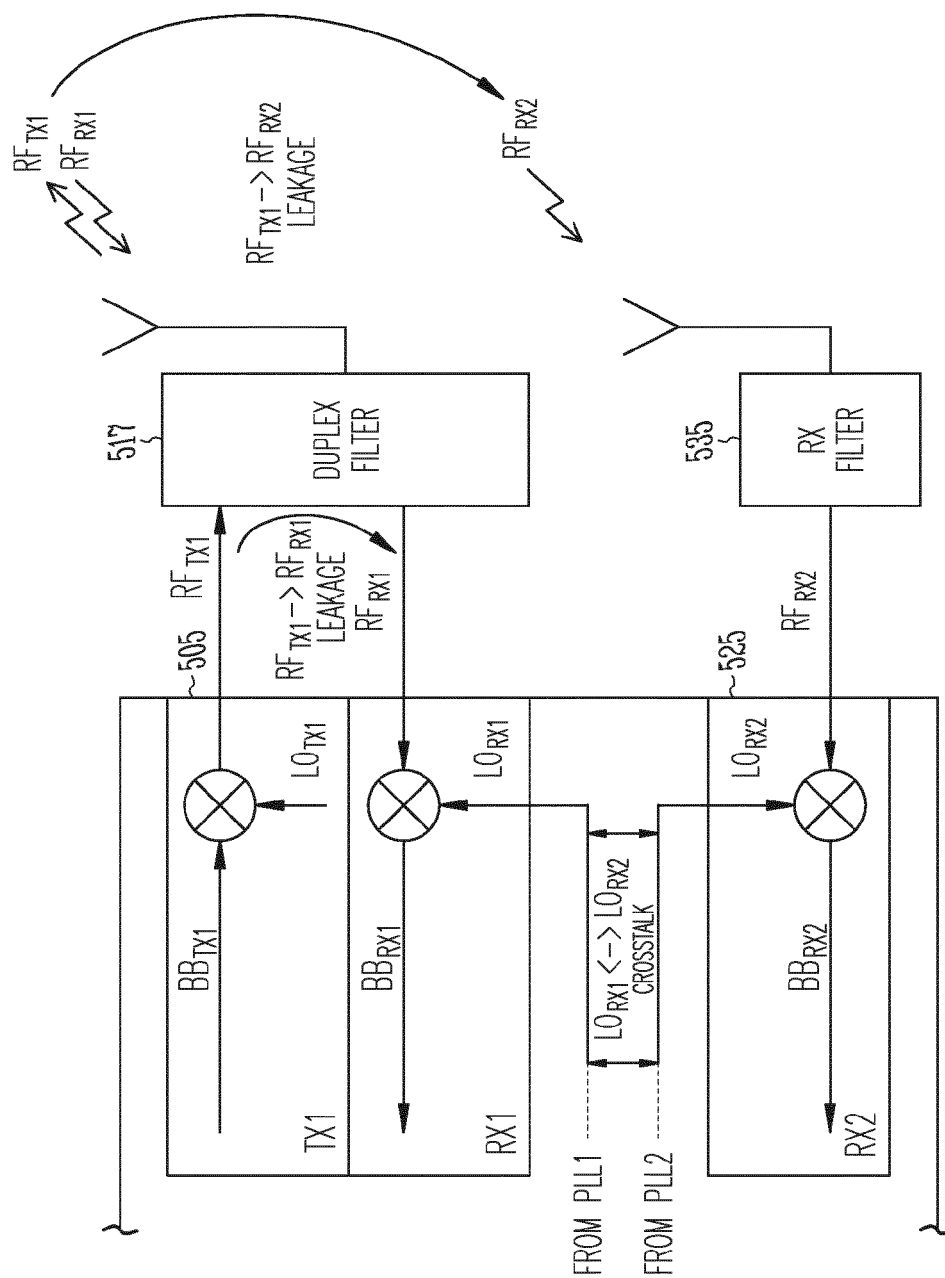 RF_TX1
RF_RX1
RF_TX1 -> RF_RX2
LEAKAGE
RF_RX2
517
DUPLEX
FILTER
535
RX
FILTER
RF_TX1
RF_TX1 -> RF_RX1
LEAKAGE
RF_RX1
RF_RX2
505
525
LO_TX1
LO_RX1
LO_RX2
BB_TX1
BB_RX1
LO_RX1 <-> LO_RX2
CROSSTALK
BB_RX2
TX1
RX1
RX2
FROM PLL1
FROM PLL2